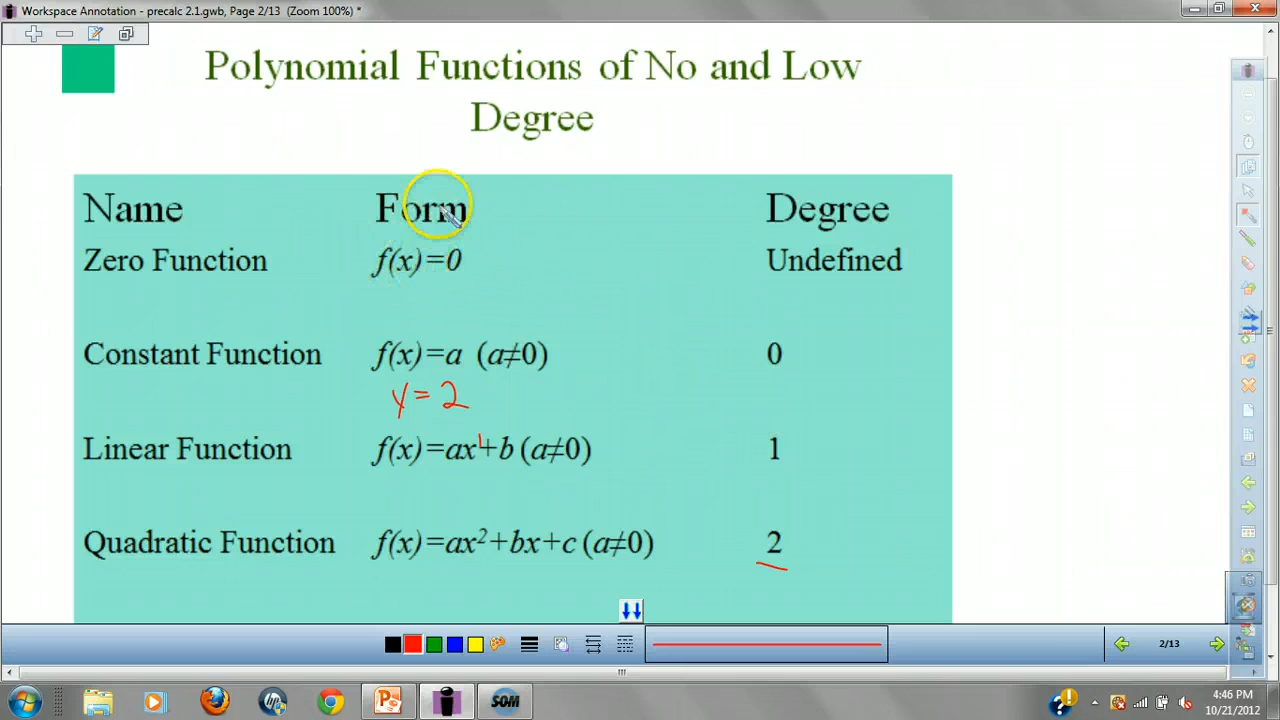 Workspace Annotation - precalc 2.1.gwb, Page 2/13 (Zoom 100%) *
Polynomial Functions of No and Low
Degree
Name Form Degree
Zero Function f(x)=0 Undefined
Constant Function f(x)=a (a≠0) 0
y = 2
Linear Function f(x)=ax¹+b (a≠0) 1
Quadratic Function f(x)=ax²+bx+c (a≠0) 2
2/13
SOM
4:46 PM
10/21/2012